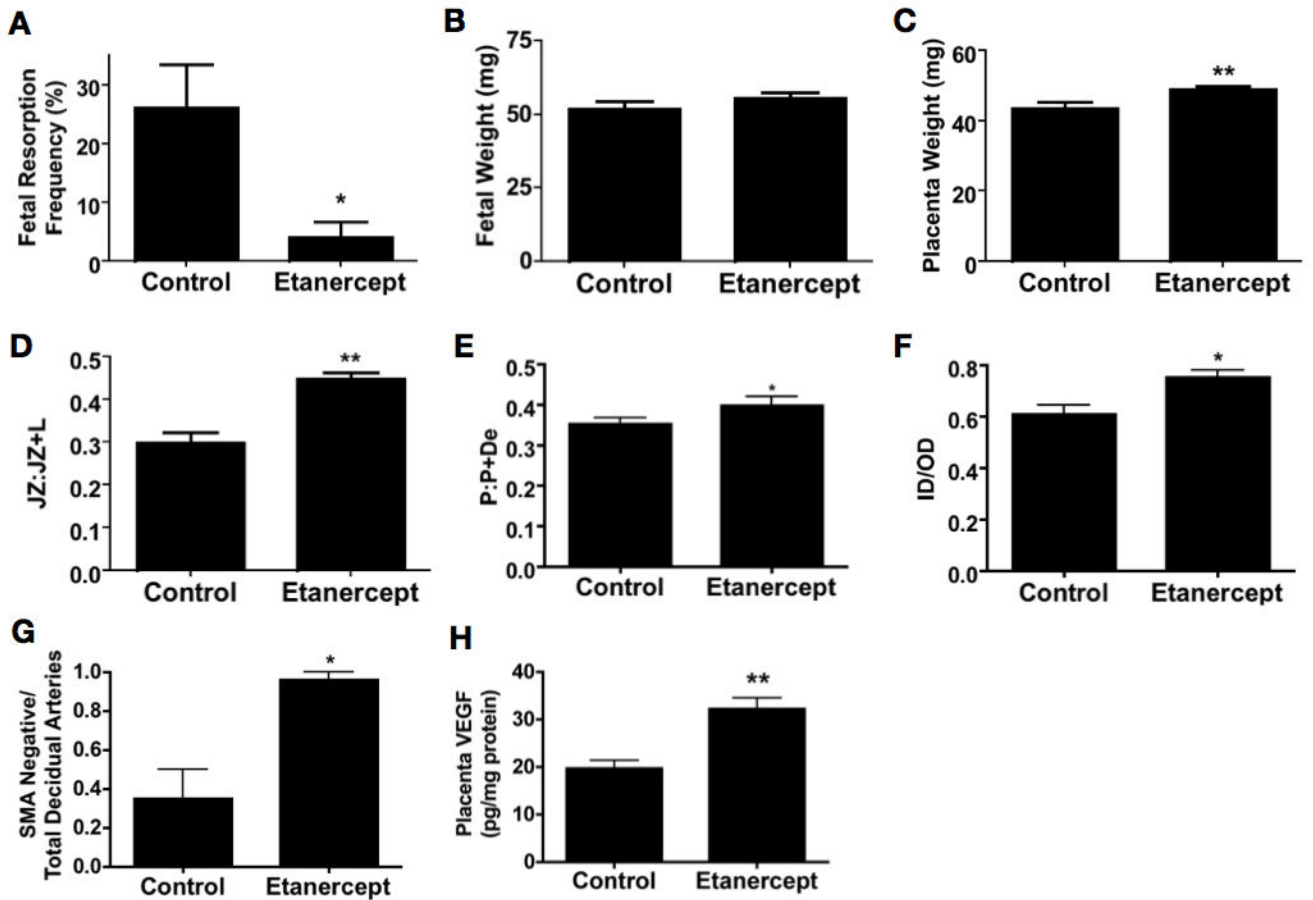 A
Fetal Resorption
Frequency (%)
30
20
10
0
*
Control
Etanercept
B
Fetal Weight (mg)
75
50
25
0
Control
Etanercept
C
Placenta Weight (mg)
60
40
20
0
**
Control
Etanercept
D
JZ:JZ+L
0.5
0.4
0.3
0.2
0.1
0.0
**
Control
Etanercept
E
P:P+De
0.5
0.4
0.3
0.2
0.1
0.0
*
Control
Etanercept
F
ID/OD
0.8
0.6
0.4
0.2
0.0
*
Control
Etanercept
G
SMA Negative/
Total Decidual Arteries
1.0
0.8
0.6
0.4
0.2
0.0
*
Control
Etanercept
H
Placenta VEGF
(pg/mg protein)
40
30
20
10
0
**
Control
Etanercept